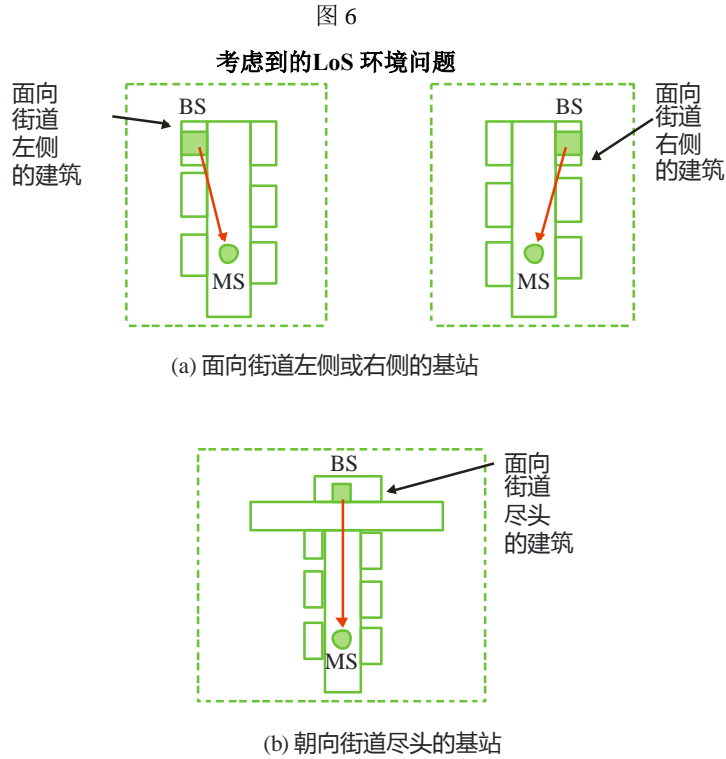 图 6
考虑到的LoS 环境问题
面向
街道
左侧
的建筑
BS
MS
BS
MS
面向
街道
右侧
的建筑
(a) 面向街道左侧或右侧的基站
BS
MS
面向
街道
尽头
的建筑
(b) 朝向街道尽头的基站